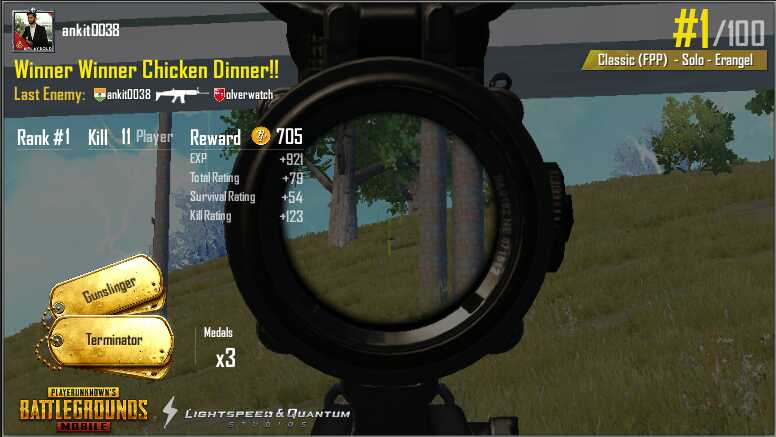 ankit0038
#1/100
Classic (FPP) - Solo - Erangel
Winner Winner Chicken Dinner!!
Last Enemy: ankit0038 olverwatch
Rank #1 Kill 11 Player Reward 705
EXP +921
Total Rating +79
Survival Rating +54
Kill Rating +123
Gunslinger
Terminator
Medals
x3
PLAYERUNKNOWN'S
BATTLEGROUNDS
MOBILE
LIGHTSPEED & QUANTUM
STUDIOS